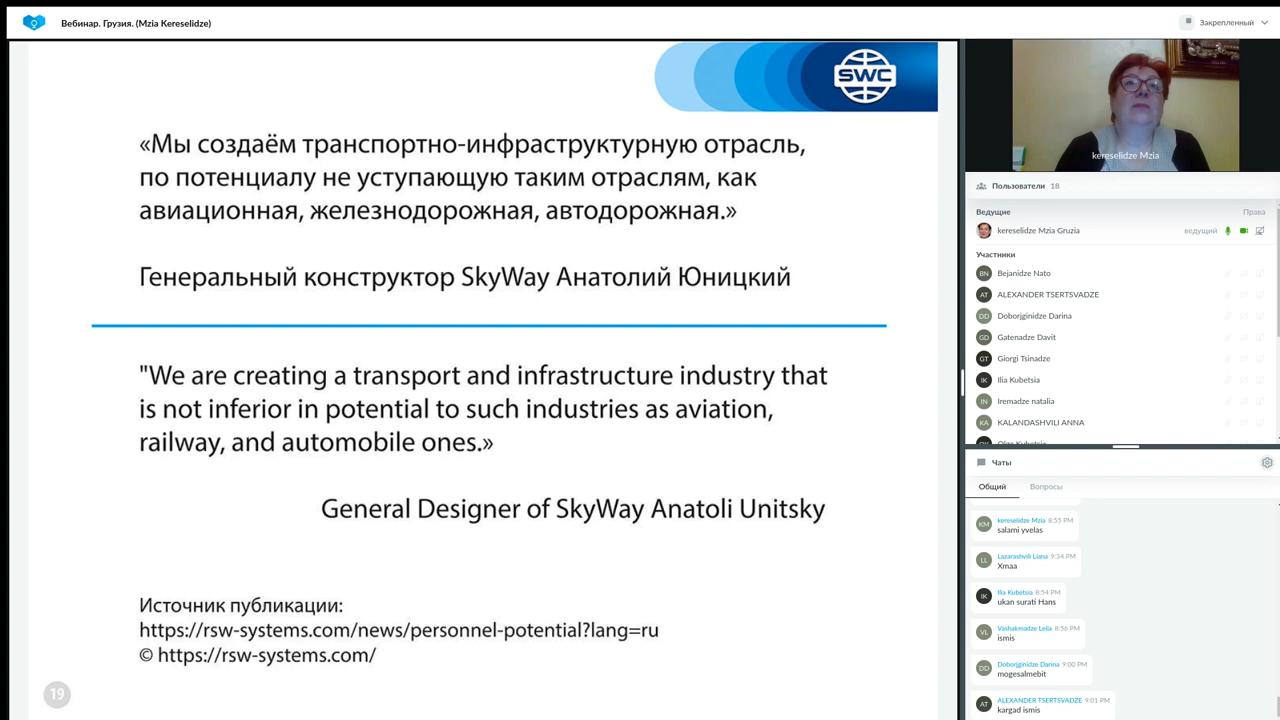 Вебинар. Грузия. (Mzia Kereselidze)
Закрепленный
SWC
«Мы создаём транспортно-инфраструктурную отрасль,
по потенциалу не уступающую таким отраслям, как
авиационная, железнодорожная, автодорожная.»
Генеральный конструктор SkyWay Анатолий Юницкий
"We are creating a transport and infrastructure industry that
is not inferior in potential to such industries as aviation,
railway, and automobile ones.»
General Designer of SkyWay Anatoli Unitsky
Источник публикации:
https://rsw-systems.com/news/personnel-potential?lang=ru
© https://rsw-systems.com/
19
kereselidze Mzia
Пользователи 18
Ведущие Права
kereselidze Mzia Gruzia ведущий
Участники
BN Bejanidze Nato
AT ALEXANDER TSERTSVADZE
DD Doborjginidze Darina
GD Gatenadze Davit
GT Giorgi Tsinadze
IK Ilia Kubetsia
IN Iremadze natalia
KA KALANDASHVILI ANNA
Olga Kubetsia
Чаты
Общий Вопросы
KM kereselidze Mzia 8:55 PM
salami yvelas
LL Lazarashvili Liana 9:34 PM
Xmaa
IK Ilia Kubetsia 8:54 PM
ukan surati Hans
VL Vashakmadze Leila 8:56 PM
ismis
DD Doborjginidze Darina 9:00 PM
mogesalmebit
AT ALEXANDER TSERTSVADZE 9:01 PM
kargad ismis